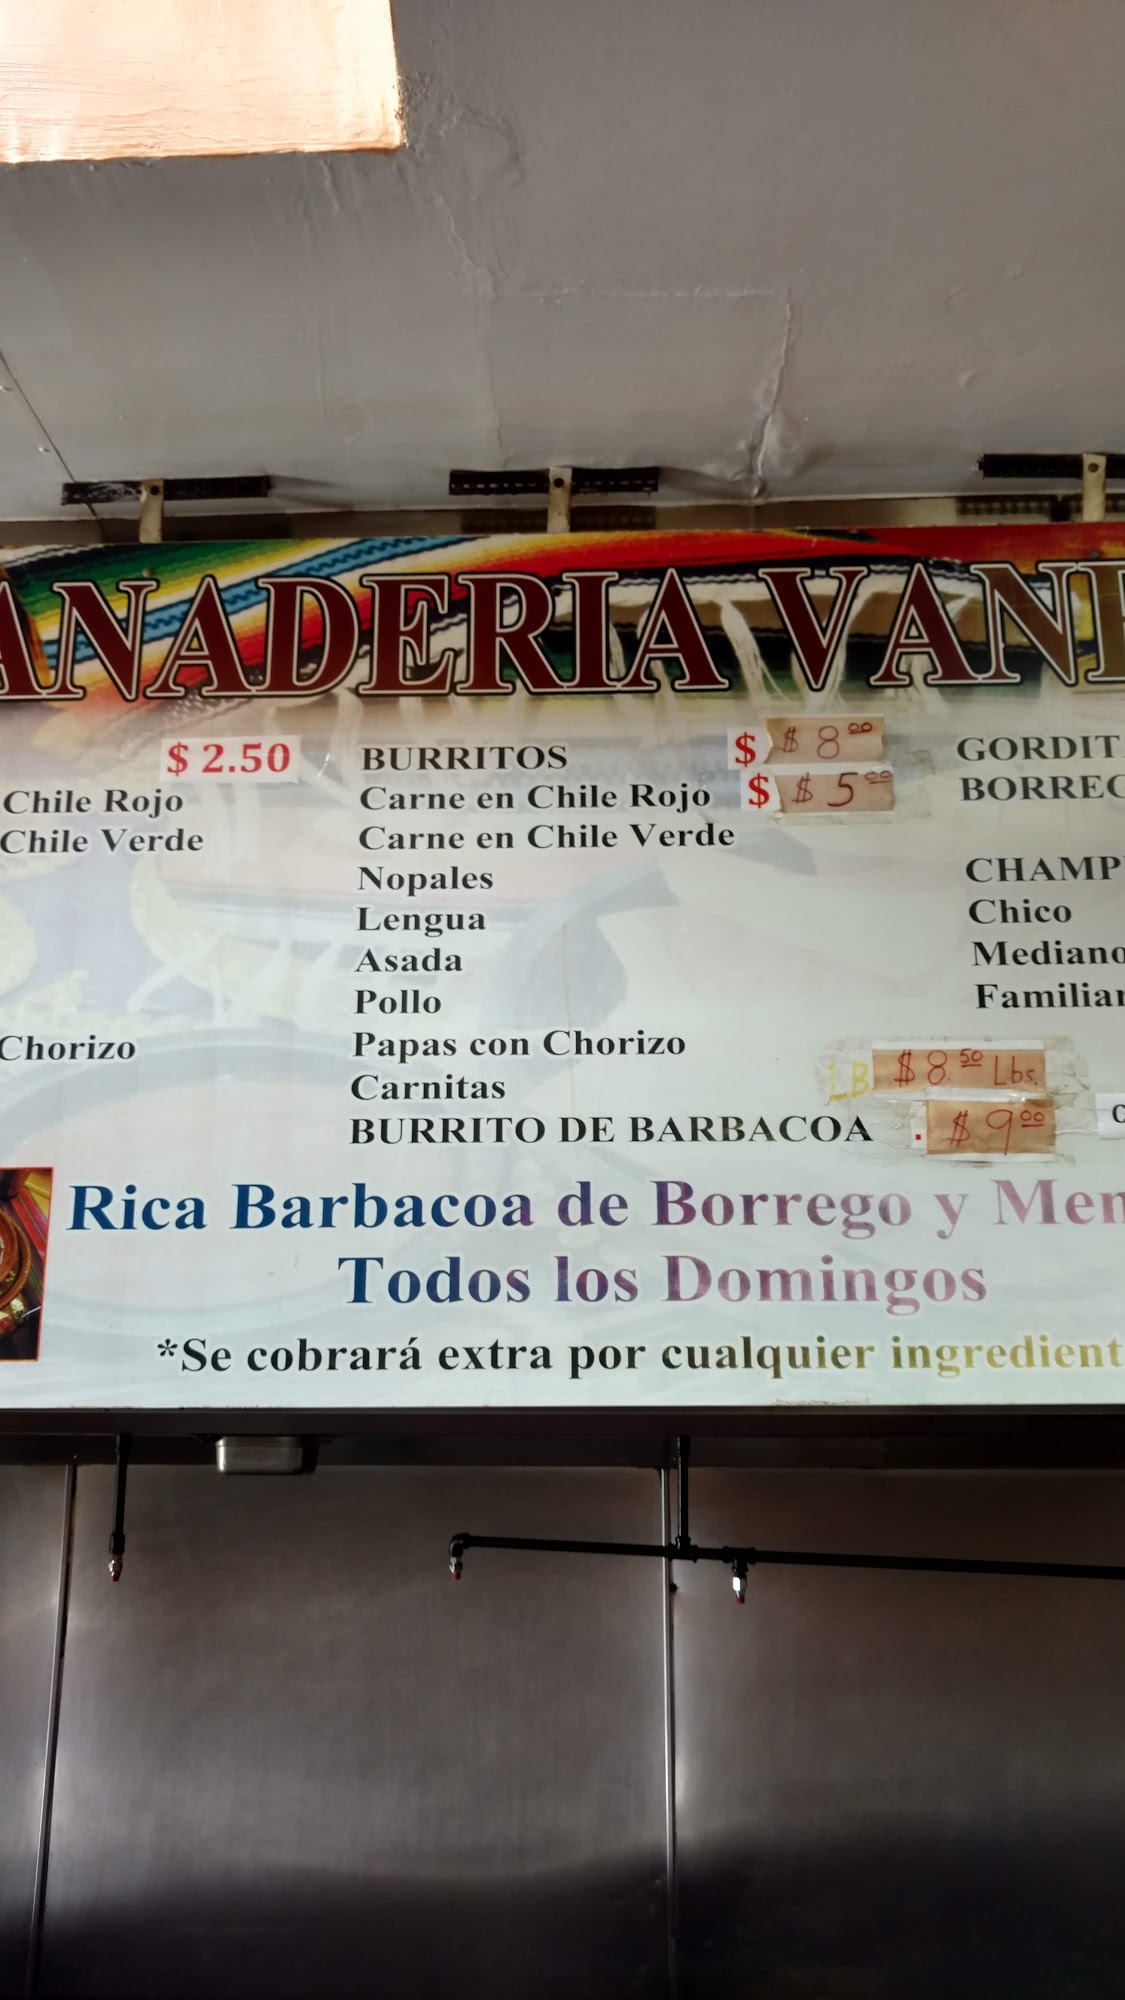 ANADERIA VAN
$ 2.50
Chile Rojo
Chile Verde
Chorizo
BURRITOS $ $ 8.00
Carne en Chile Rojo $ $ 5.00
Carne en Chile Verde
Nopales
Lengua
Asada
Pollo
Papas con Chorizo
Carnitas LB $ 8.50 Lbs.
BURRITO DE BARBACOA . $ 9.00
GORDIT
BORREG
CHAMP
Chico
Mediano
Familiar
Rica Barbacoa de Borrego y Men
Todos los Domingos
*Se cobrará extra por cualquier ingredient